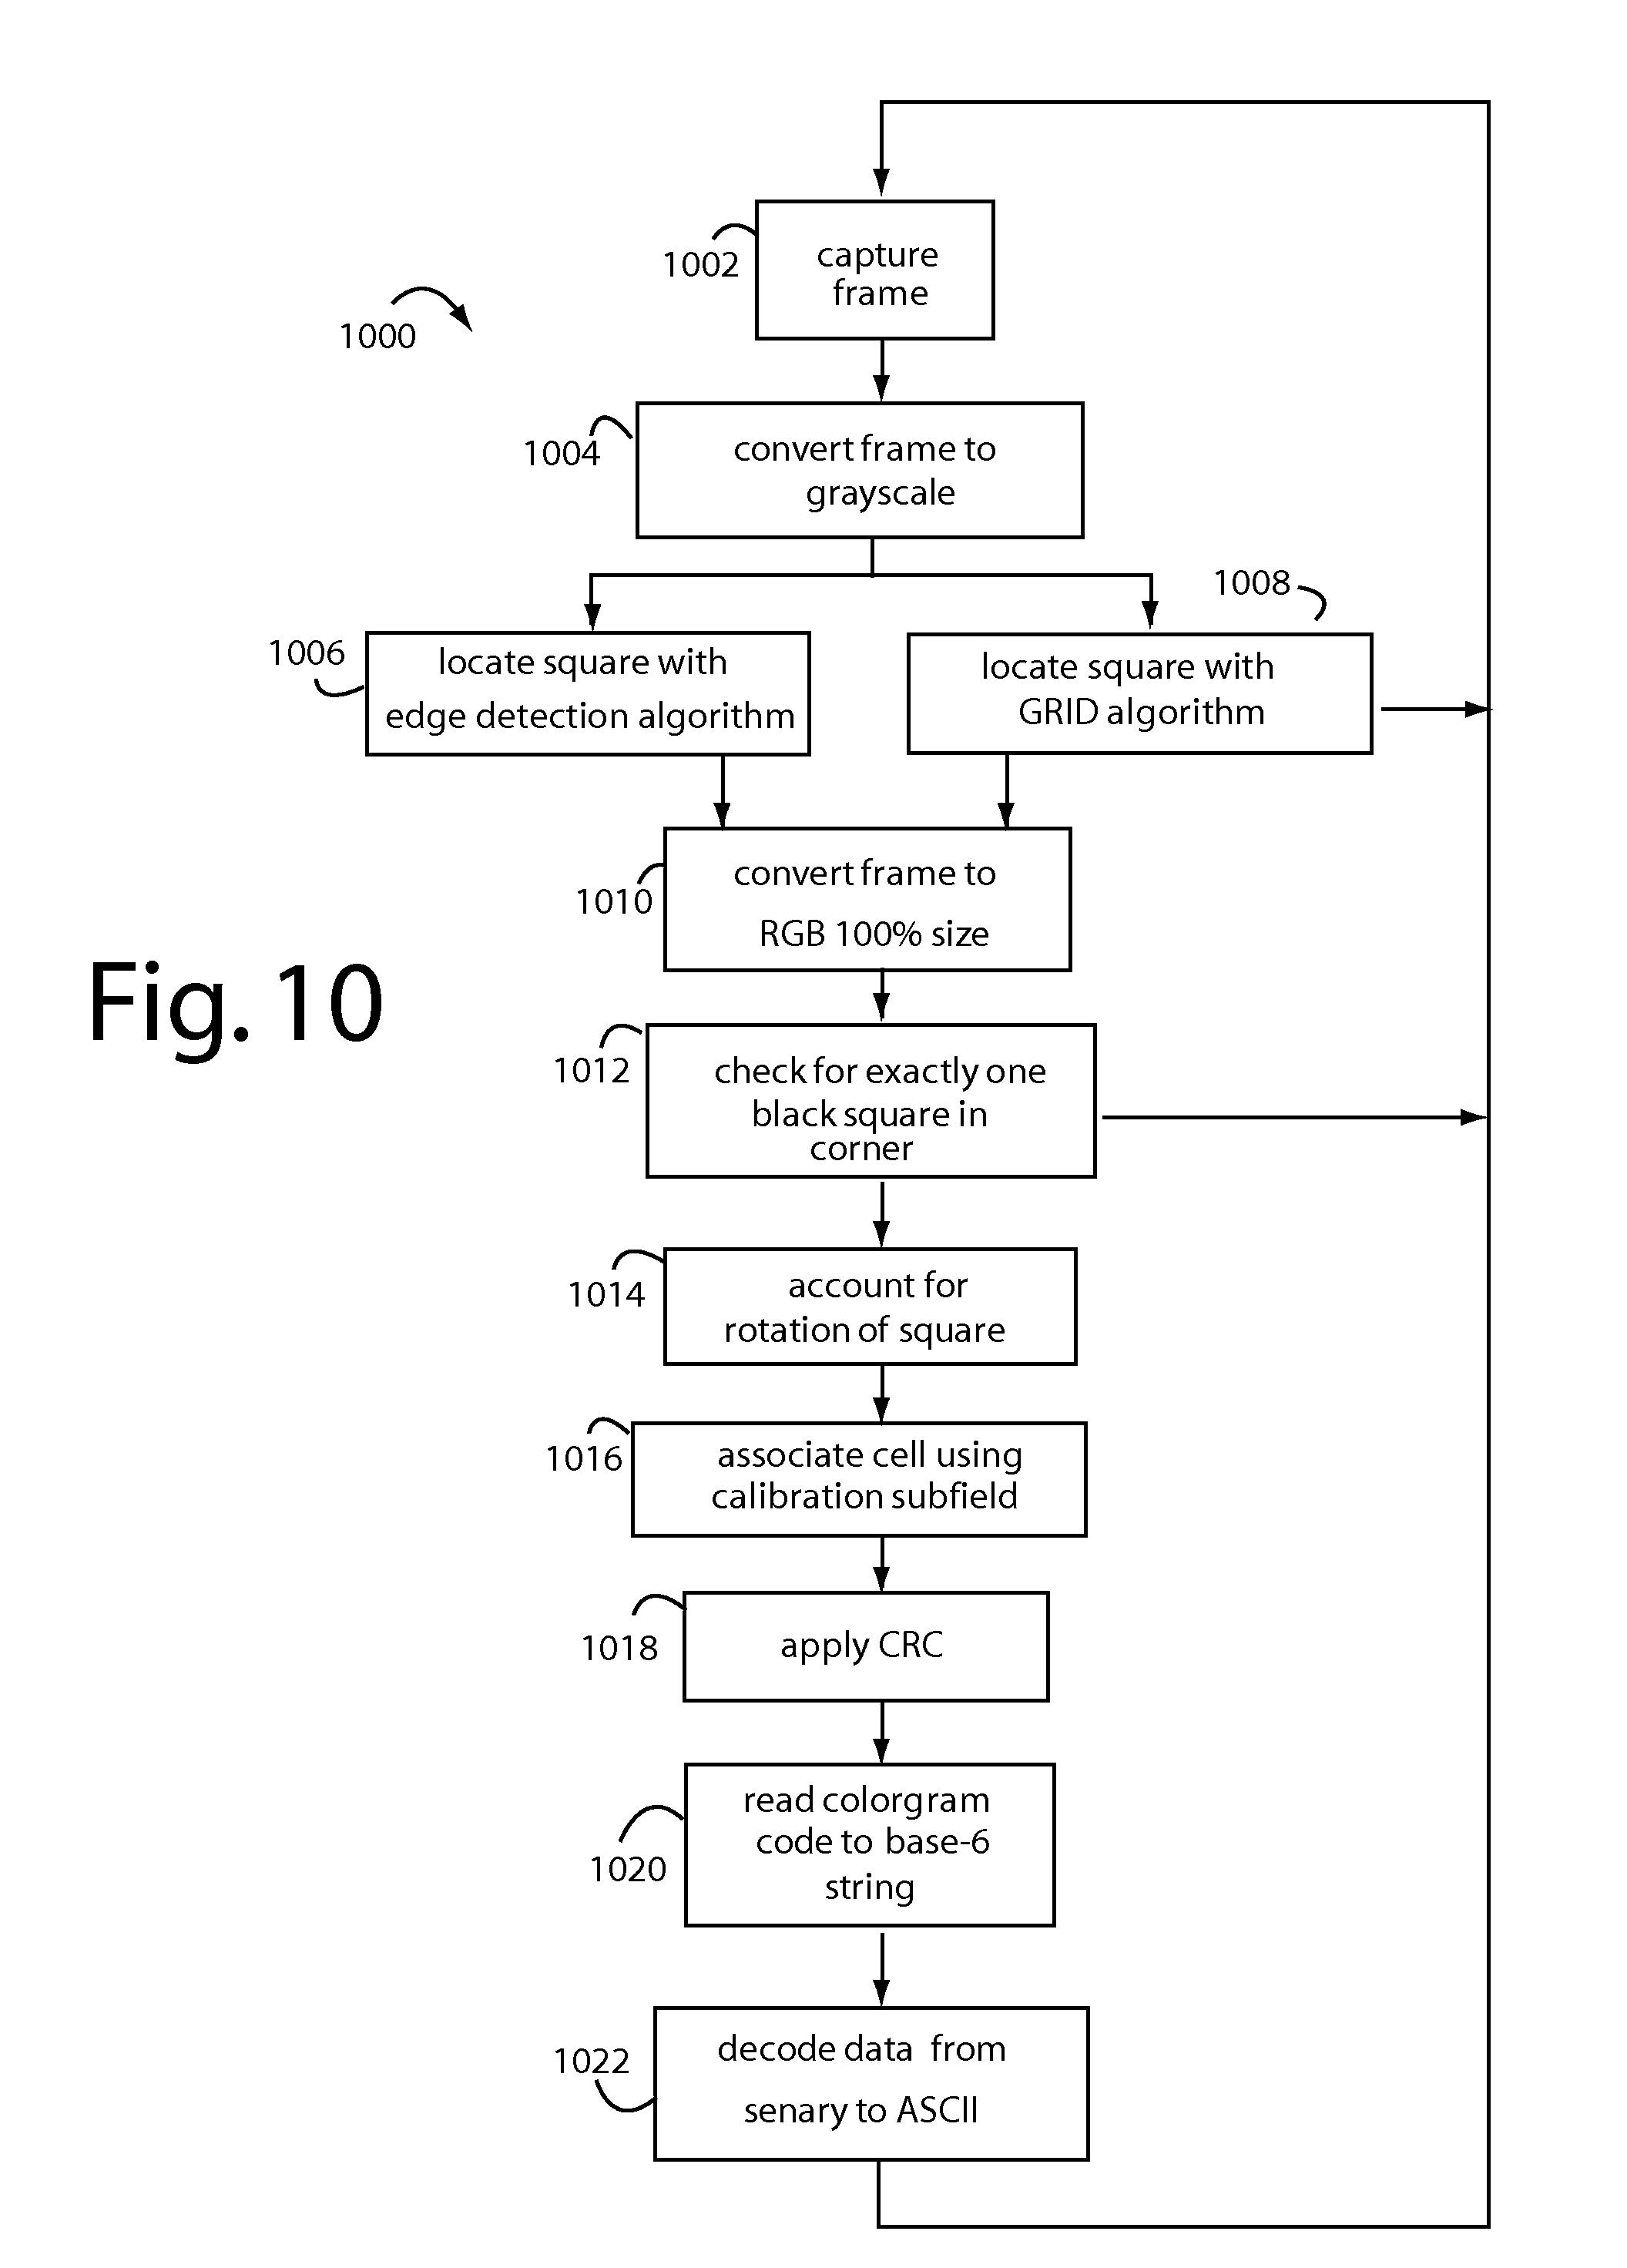 1002
capture
frame
1000
1004
convert frame to
grayscale
1008
1006
locate square with
edge detection algorithm
locate square with
GRID algorithm
1010
convert frame to
RGB 100% size
Fig. 10
1012
check for exactly one
black square in
corner
1014
account for
rotation of square
1016
associate cell using
calibration subfield
1018
apply CRC
1020
read colorgram
code to base-6
string
1022
decode data from
senary to ASCII